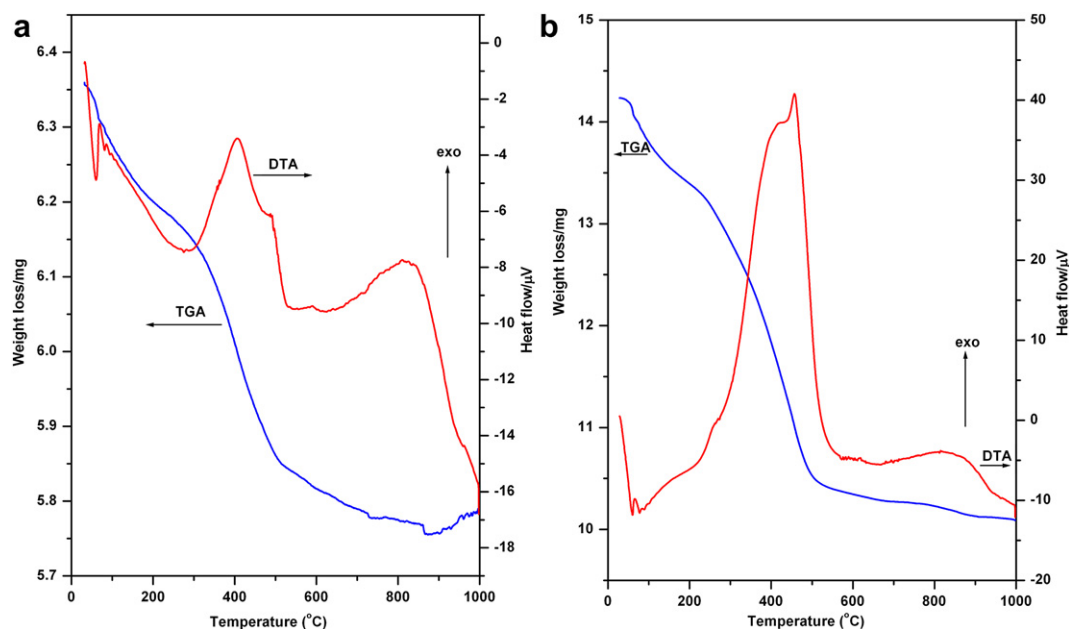 a
6.4
6.3
6.2
6.1
6.0
5.9
5.8
5.7
Weight loss/mg
0
-2
-4
-6
-8
-10
-12
-14
-16
-18
Heat flow/µV
exo
DTA
TGA
0 200 400 600 800 1000
Temperature (°C)
b
15
14
13
12
11
10
Weight loss/mg
50
40
30
20
10
0
-10
-20
Heat flow/µV
TGA
exo
DTA
0 200 400 600 800 1000
Temperature (°C)